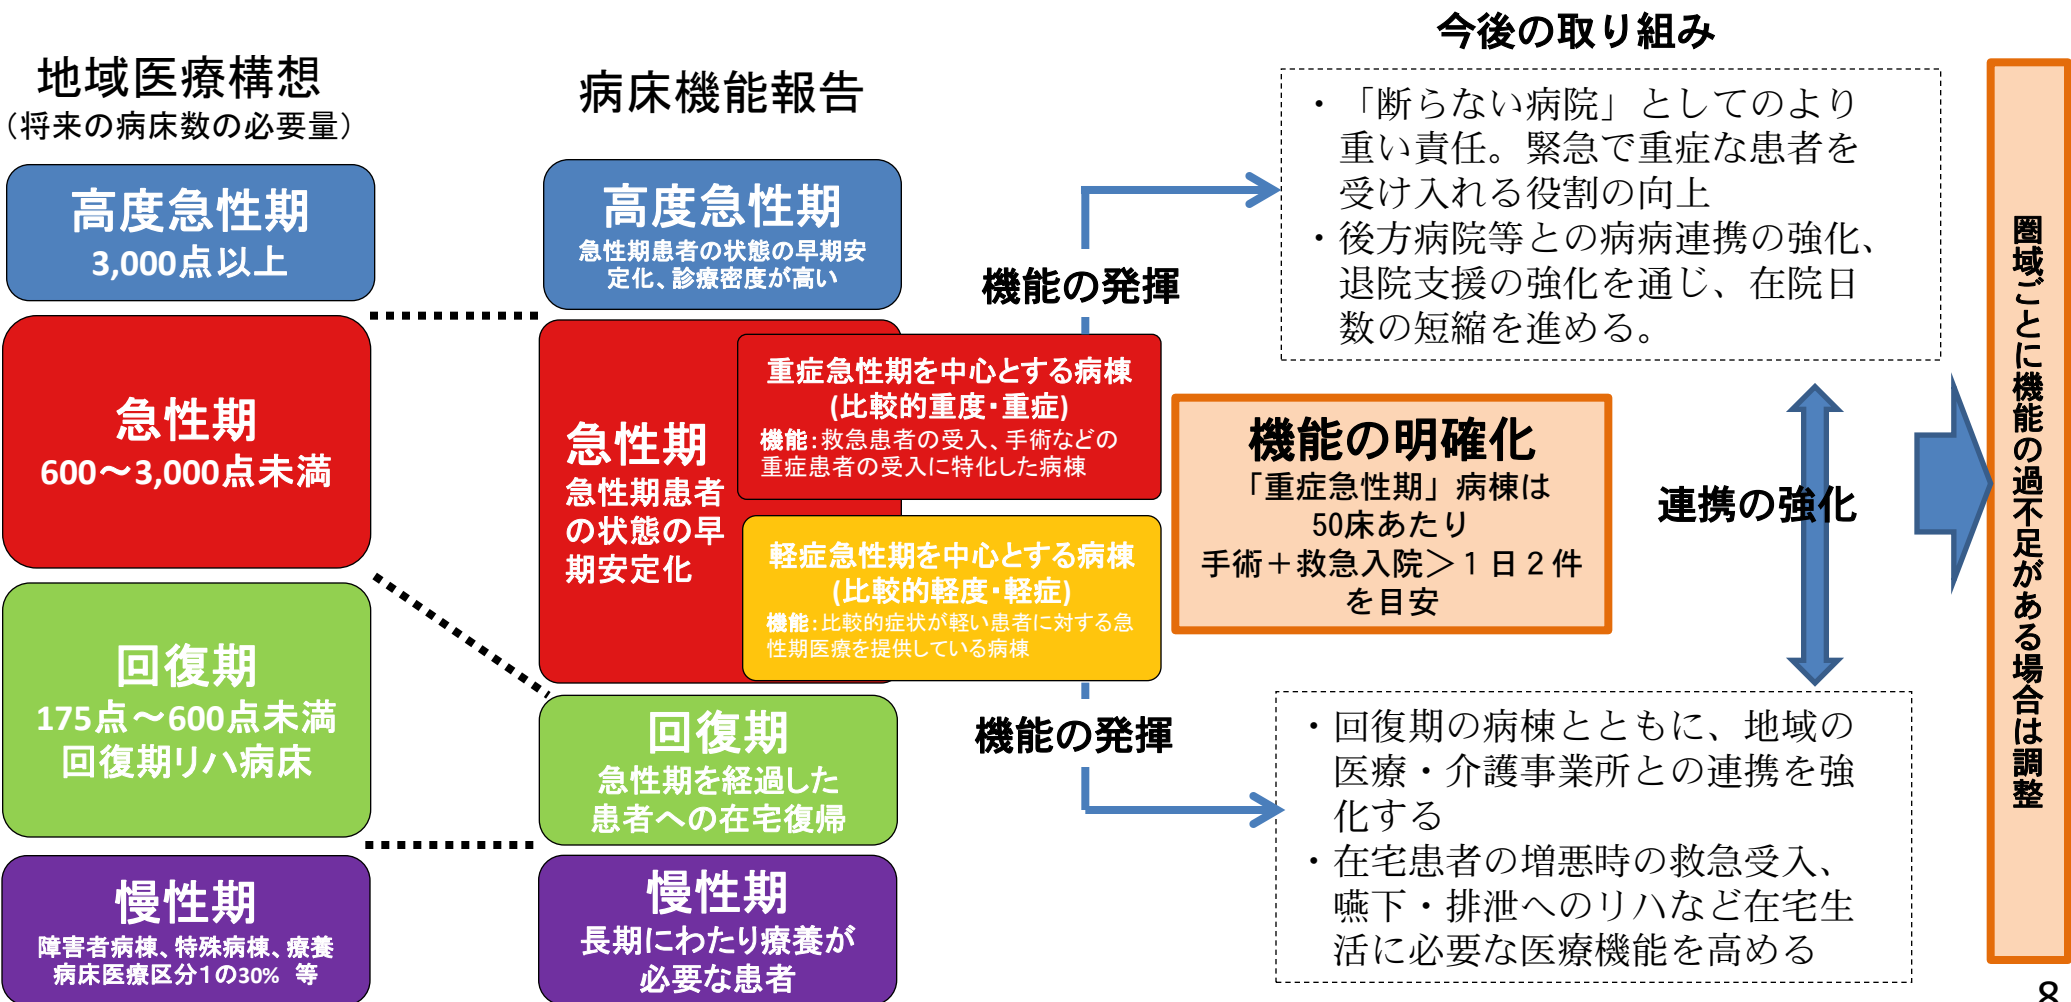 地域医療構想
（将来の病床数の必要量）
高度急性期
3,000点以上
急性期
600～3,000点未満
回復期
175点～600点未満
回復期リハ病床
慢性期
障害者病棟、特殊病棟、療養
病床医療区分１の30%　等
病床機能報告
高度急性期
急性期患者の状態の早期安
定化、診療密度が高い
急性期
急性期患者
の状態の早
期安定化
重症急性期を中心とする病棟
(比較的重度・重症)
機能：救急患者の受入、手術などの
重症患者の受入に特化した病棟
軽症急性期を中心とする病棟
(比較的軽度・軽症)
機能：比較的症状が軽い患者に対する急
性期医療を提供している病棟
回復期
急性期を経過した
患者への在宅復帰
慢性期
長期にわたり療養が
必要な患者
機能の発揮
機能の発揮
機能の明確化
「重症急性期」病棟は
50床あたり
手術＋救急入院＞１日２件
を目安
今後の取り組み
・「断らない病院」としてのより
重い責任。緊急で重症な患者を
受け入れる役割の向上
・後方病院等との病病連携の強化、
退院支援の強化を通じ、在院日
数の短縮を進める。
連携の強化
・回復期の病棟とともに、地域の
医療・介護事業所との連携を強
化する
・在宅患者の増悪時の救急受入、
嚥下・排泄へのリハなど在宅生
活に必要な医療機能を高める
圏域ごとに機能の過不足がある場合は調整
8